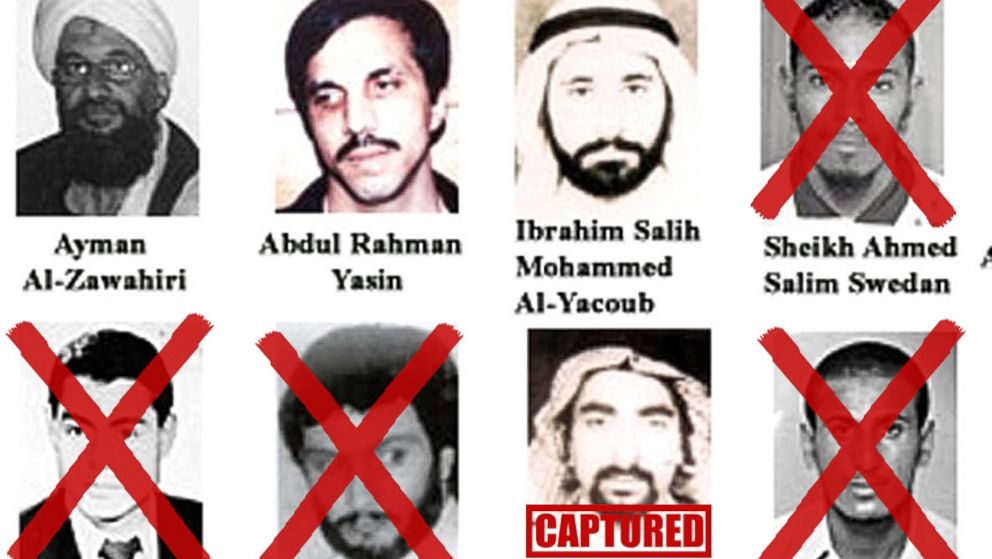 Ayman
Al-Zawahiri
Abdul Rahman
Yasin
Ibrahim Salih
Mohammed
Al-Yacoub
Sheikh Ahmed
Salim Swedan
CAPTURED